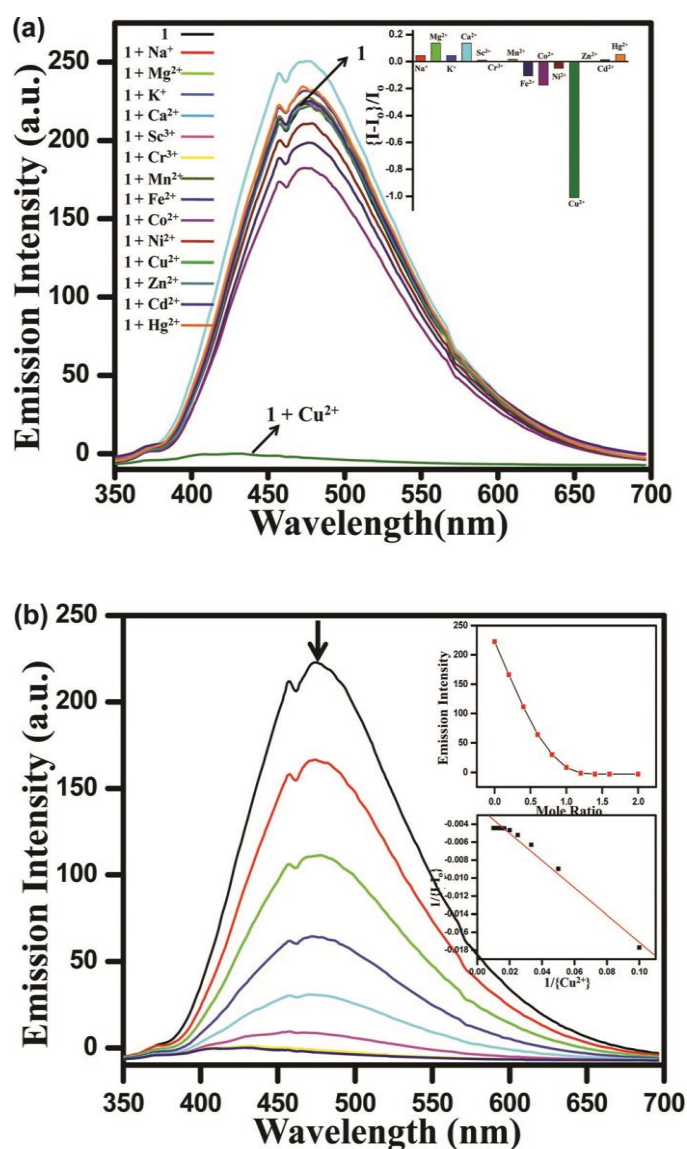 (a)
Emission Intensity (a.u.)
250
200
150
100
50
0
1
1 + Na⁺
1 + Mg²⁺
1 + K⁺
1 + Ca²⁺
1 + Sc³⁺
1 + Cr³⁺
1 + Mn²⁺
1 + Fe²⁺
1 + Co²⁺
1 + Ni²⁺
1 + Cu²⁺
1 + Zn²⁺
1 + Cd²⁺
1 + Hg²⁺
1
1 + Cu²⁺
{I-I₀}/I₀
0.2
0.0
-0.2
-0.4
-0.6
-0.8
-1.0
Na⁺ Mg²⁺ K⁺ Ca²⁺ Sc³⁺ Cr³⁺ Mn²⁺ Fe²⁺ Co²⁺ Ni²⁺ Cu²⁺ Zn²⁺ Cd²⁺ Hg²⁺
350 400 450 500 550 600 650 700
Wavelength(nm)
(b)
Emission Intensity (a.u.)
250
200
150
100
50
0
Emission Intensity
250
200
150
100
50
0
0.0 0.5 1.0 1.5 2.0
Mole Ratio
-0.004
-0.006
-0.008
-0.010
-0.012
-0.014
-0.016
-0.018
0.00 0.02 0.04 0.06 0.08 0.10
1/{Cu²⁺}
350 400 450 500 550 600 650 700
Wavelength (nm)